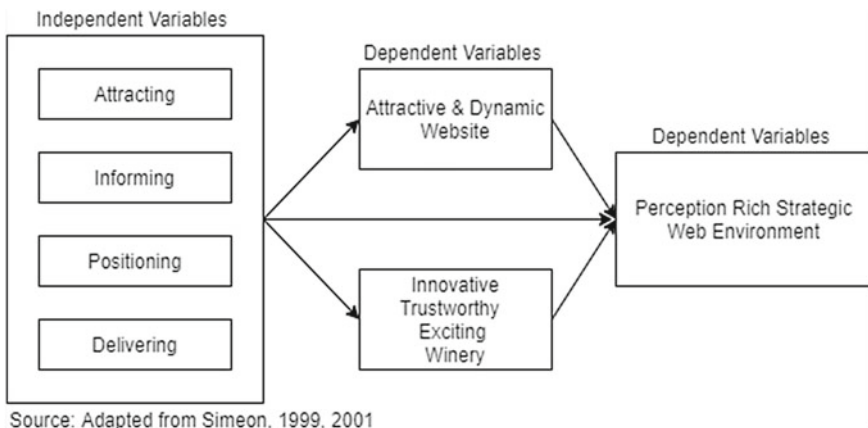 Independent Variables
Attracting
Informing
Positioning
Delivering
Dependent Variables
Attractive & Dynamic
Website
Innovative
Trustworthy
Exciting
Winery
Dependent Variables
Perception Rich Strategic
Web Environment
Source: Adapted from Simeon, 1999, 2001